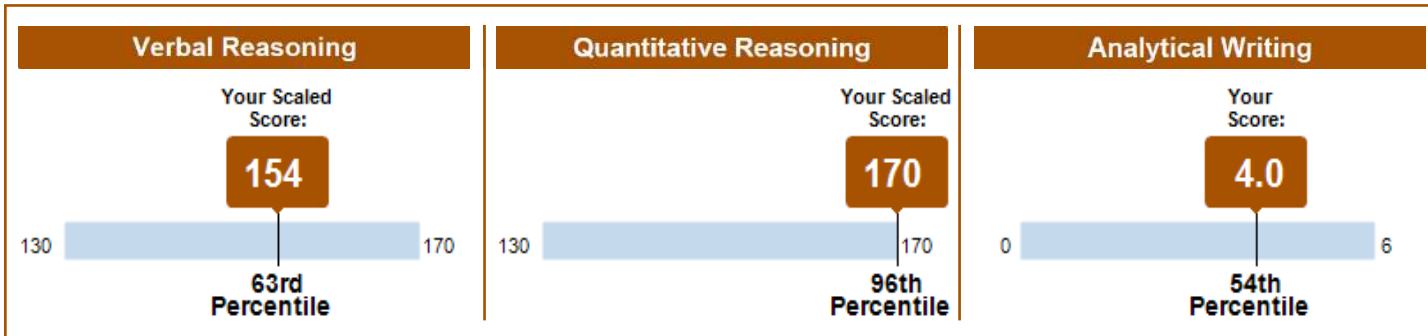 Verbal Reasoning
Your Scaled
Score:
154
130
170
63rd
Percentile
Quantitative Reasoning
Your Scaled
Score:
170
130
170
96th
Percentile
Analytical Writing
Your
Score:
4.0
0
6
54th
Percentile